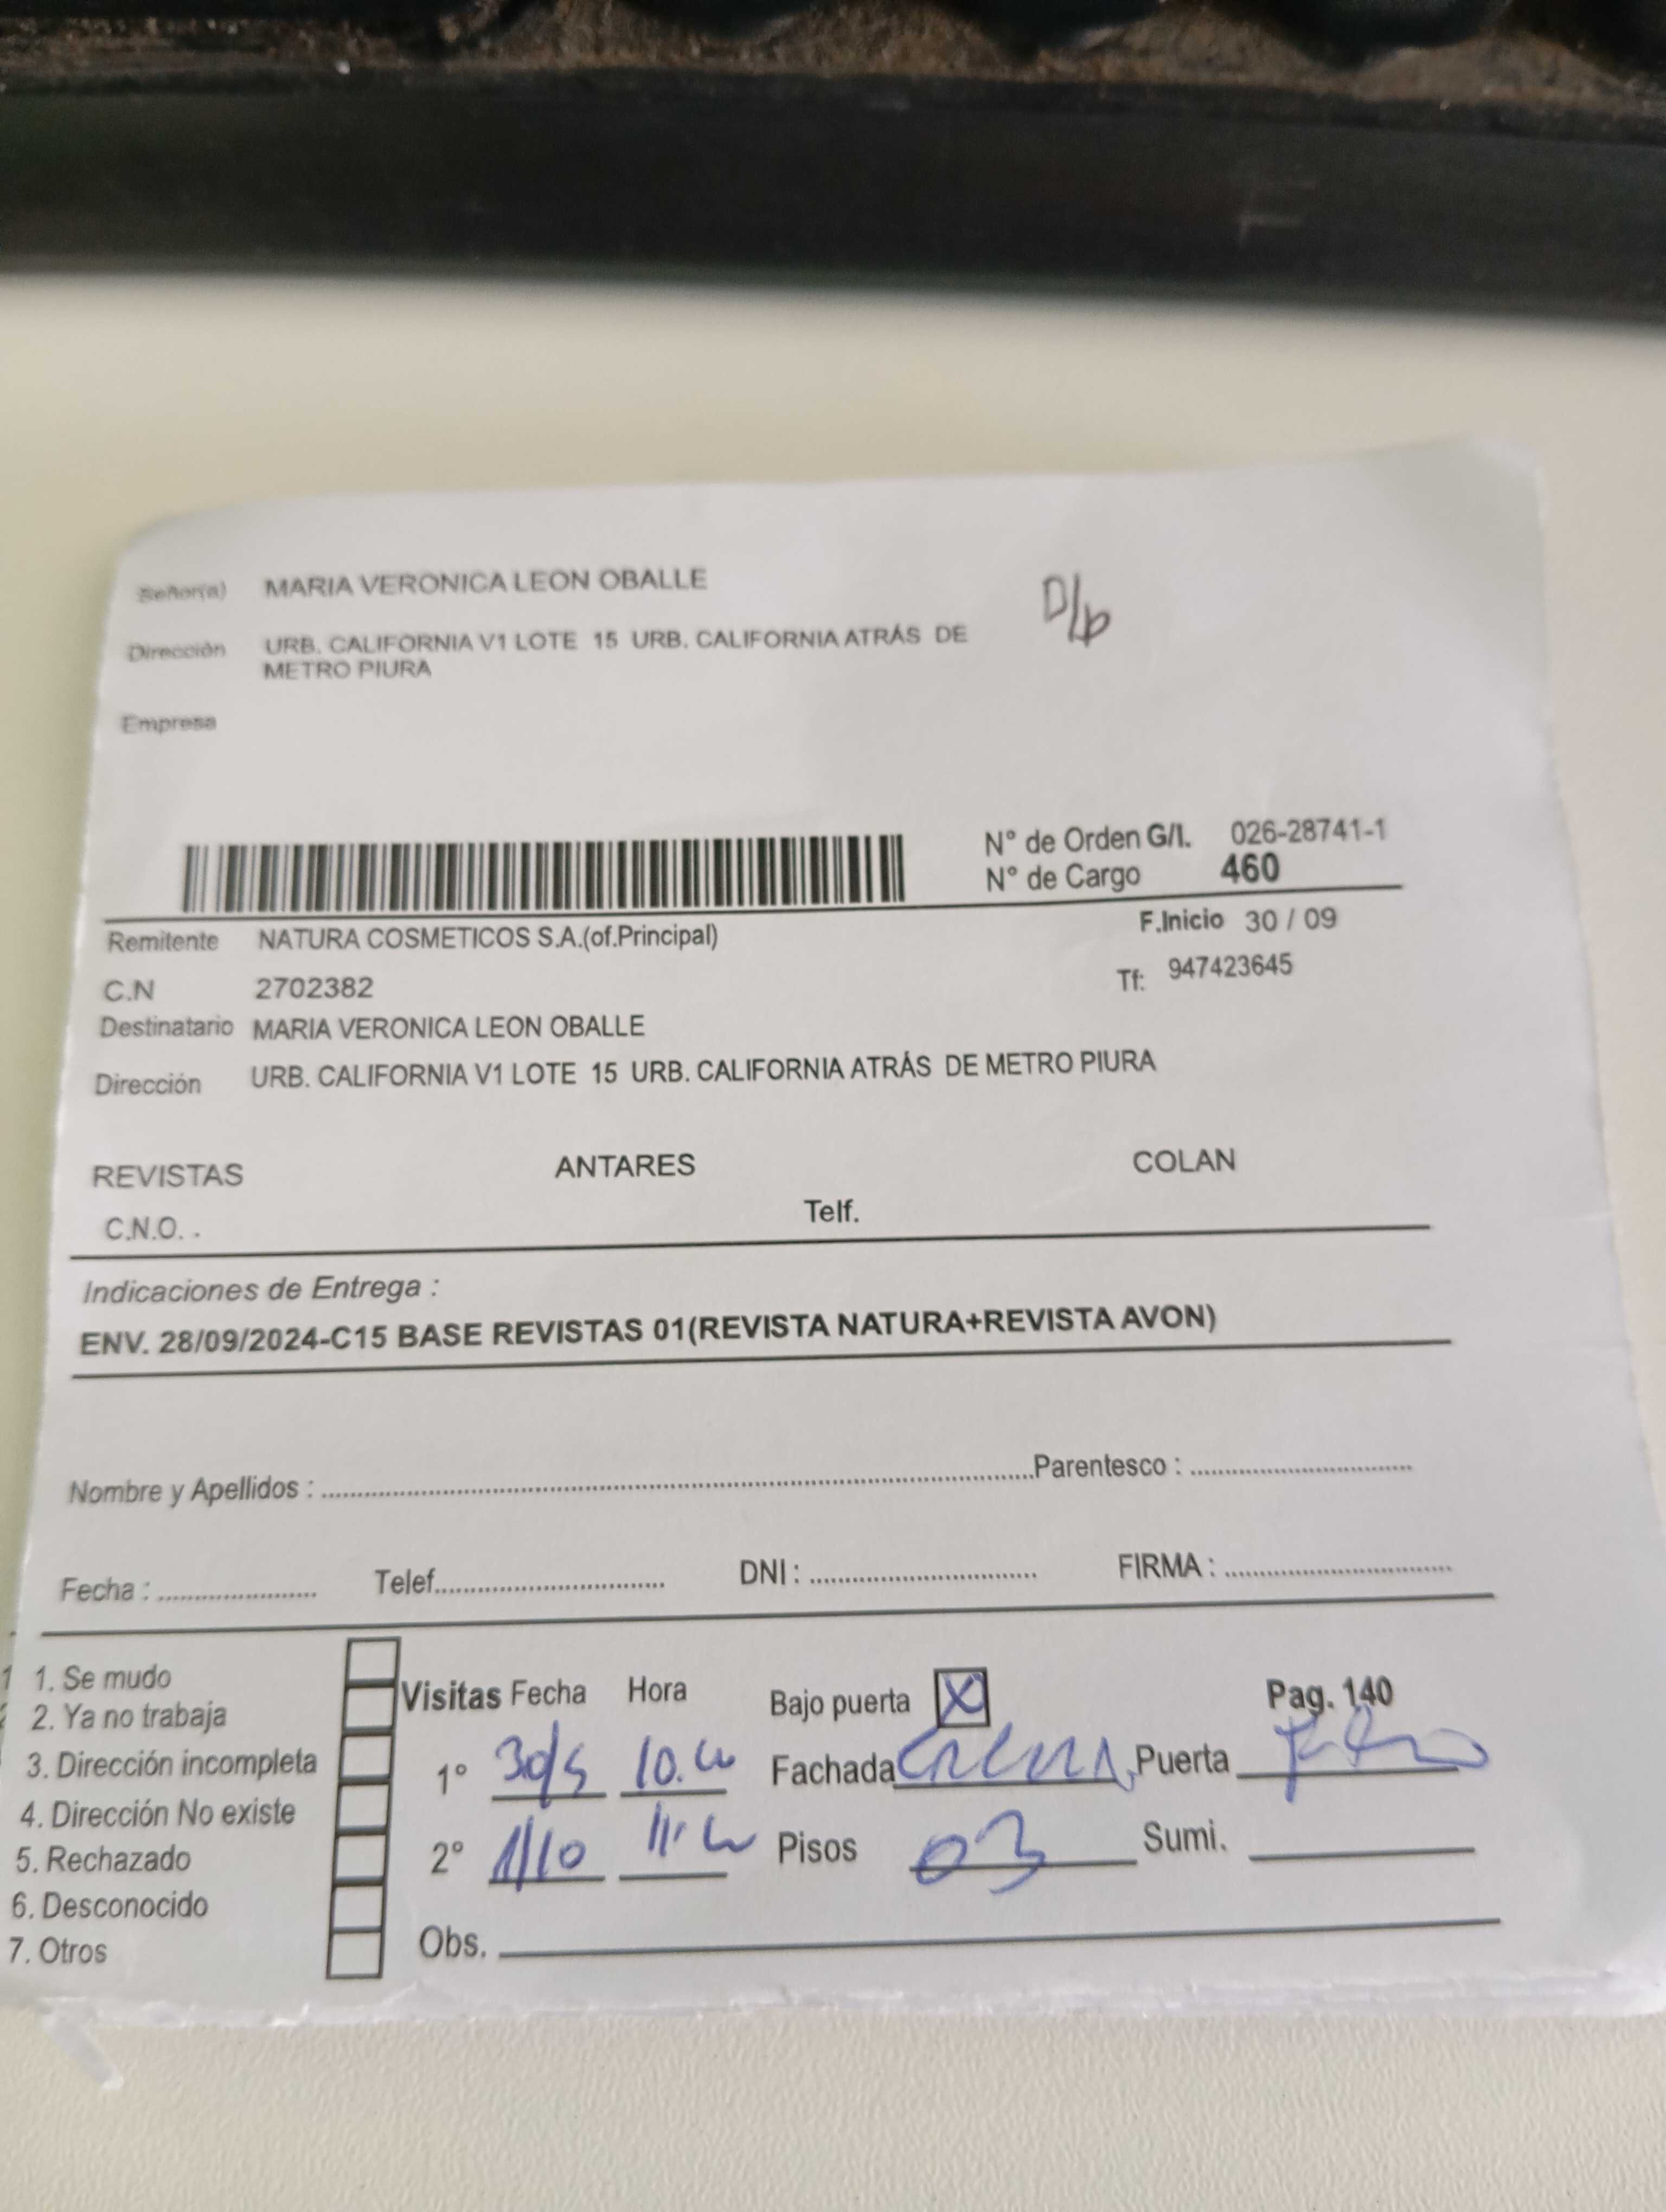 Señor(a) MARIA VERONICA LEON OBALLE
D/b
Dirección URB. CALIFORNIA V1 LOTE 15 URB. CALIFORNIA ATRÁS DE
METRO PIURA
Empresa
N° de Orden G/I. 026-28741-1
N° de Cargo 460
Remitente NATURA COSMETICOS S.A.(of.Principal) F.Inicio 30 / 09
C.N 2702382 Tf: 947423645
Destinatario MARIA VERONICA LEON OBALLE
Dirección URB. CALIFORNIA V1 LOTE 15 URB. CALIFORNIA ATRÁS DE METRO PIURA
REVISTAS ANTARES COLAN
C.N.O. . Telf.
Indicaciones de Entrega :
ENV. 28/09/2024-C15 BASE REVISTAS 01(REVISTA NATURA+REVISTA AVON)
Nombre y Apellidos : Parentesco :
Fecha : Telef. DNI : FIRMA :
1. Se mudo
2. Ya no trabaja
3. Dirección incompleta
4. Dirección No existe
5. Rechazado
6. Desconocido
7. Otros
Visitas Fecha Hora Bajo puerta X Pag. 140
1° Fachada Puerta
2° 1/10 Pisos 03 Sumi.
Obs.